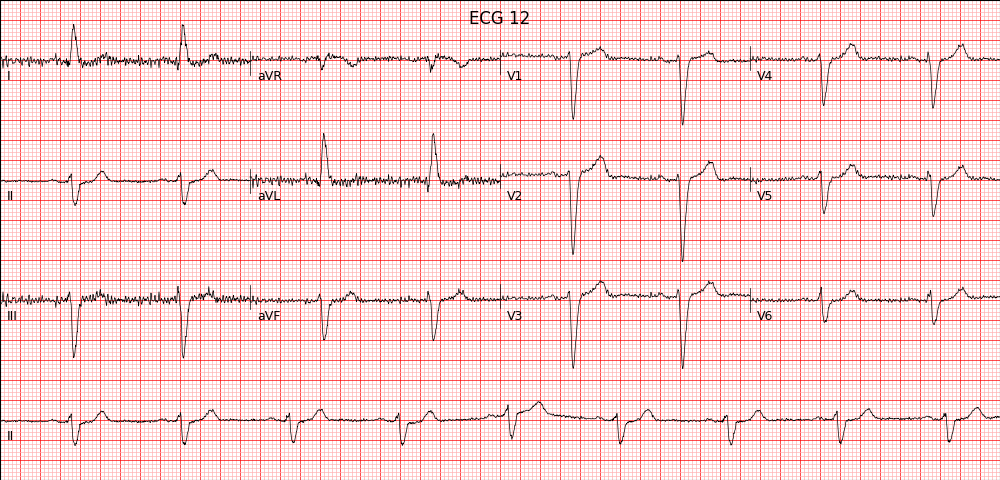 ECG 12
I aVR V1 V4
II aVL V2 V5
III aVF V3 V6
II